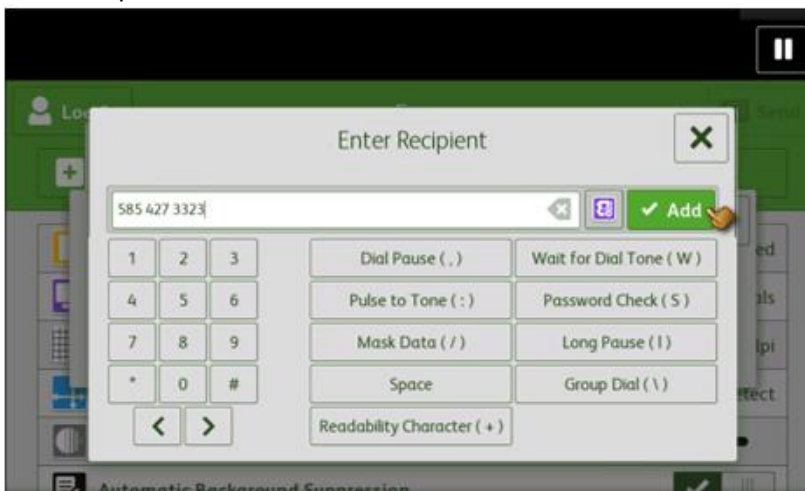 Send
Enter Recipient
585 427 3323
Add
1 2 3 Dial Pause ( , ) Wait for Dial Tone ( W )
4 5 6 Pulse to Tone ( : ) Password Check ( S )
7 8 9 Mask Data ( / ) Long Pause ( | )
* 0 # Space Group Dial ( \ )
Readability Character ( + )
Automatic Background Suppression